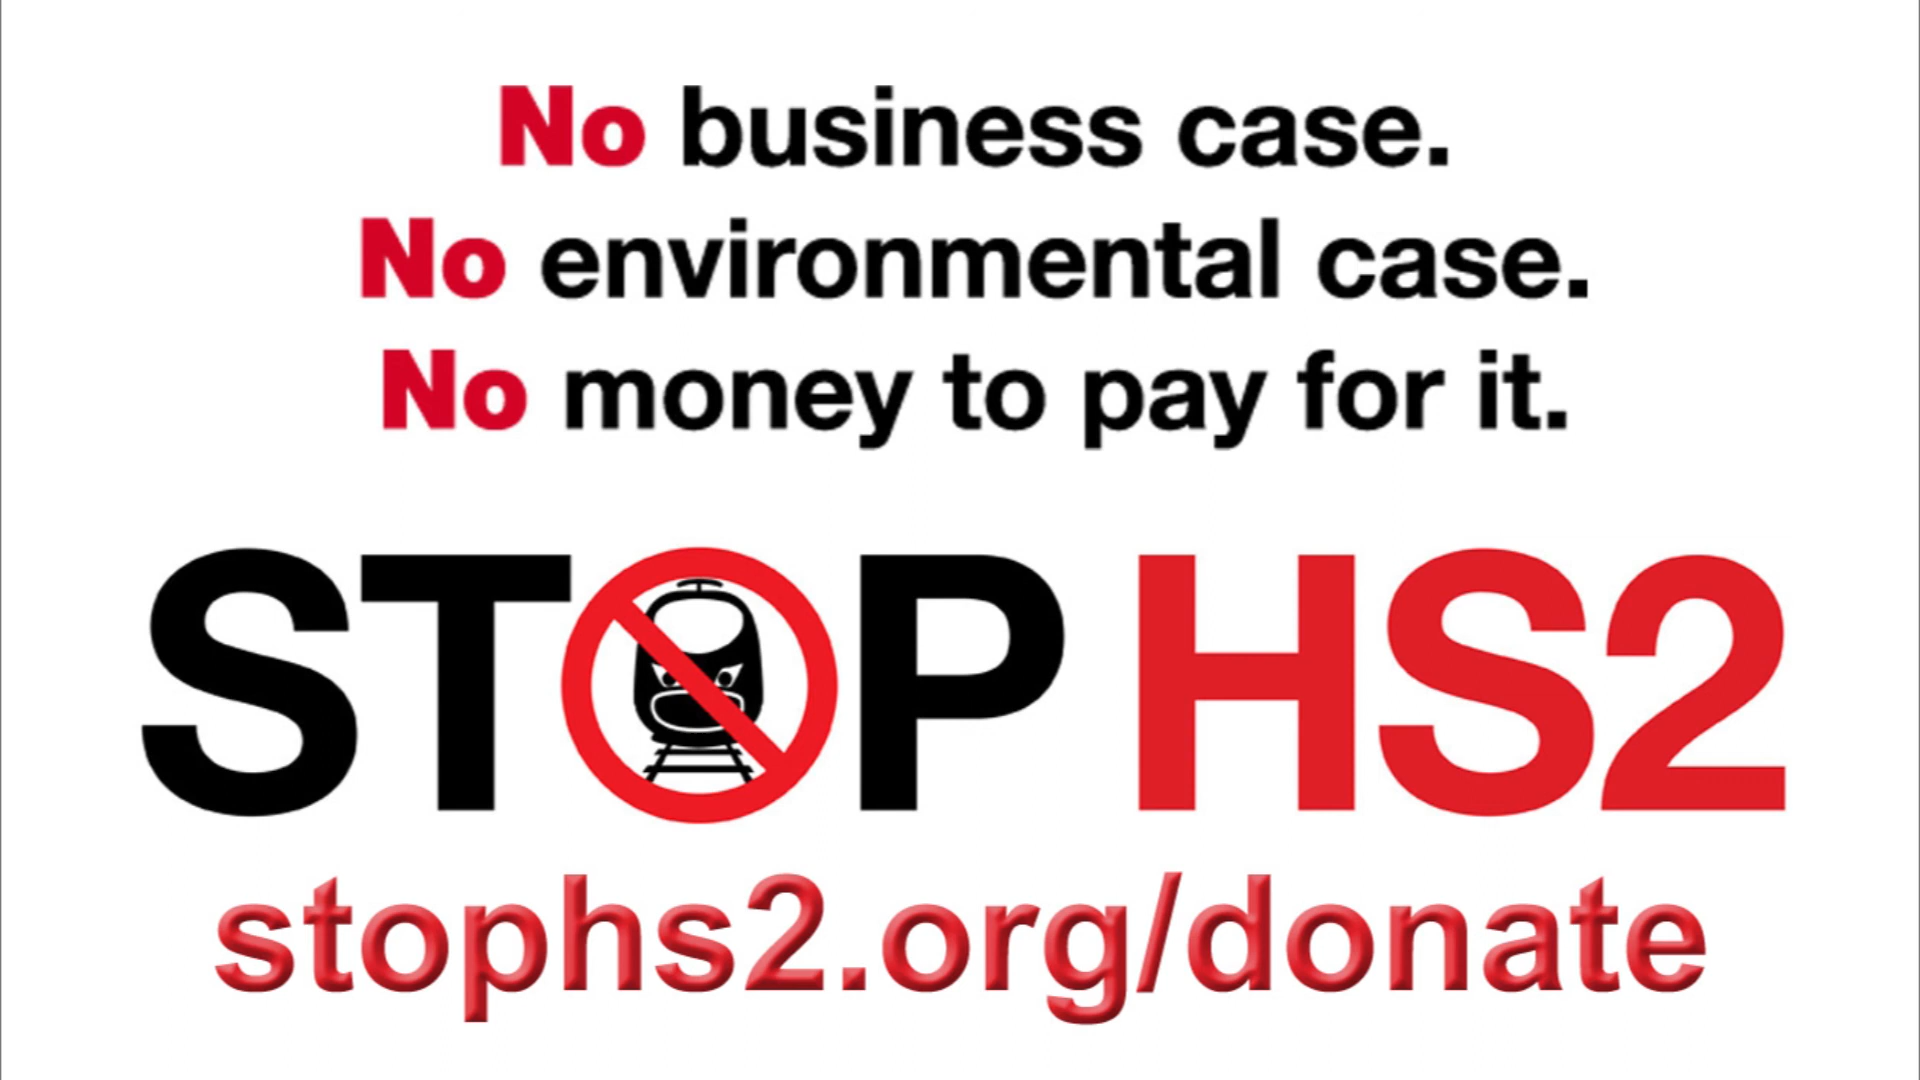 No business case.
No environmental case.
No money to pay for it.
STOP HS2
stophs2.org/donate